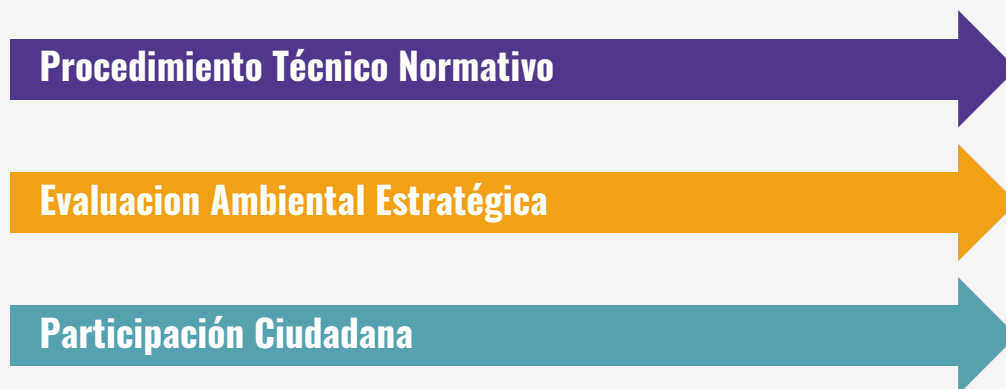 Procedimiento Técnico Normativo
Evaluacion Ambiental Estratégica
Participación Ciudadana